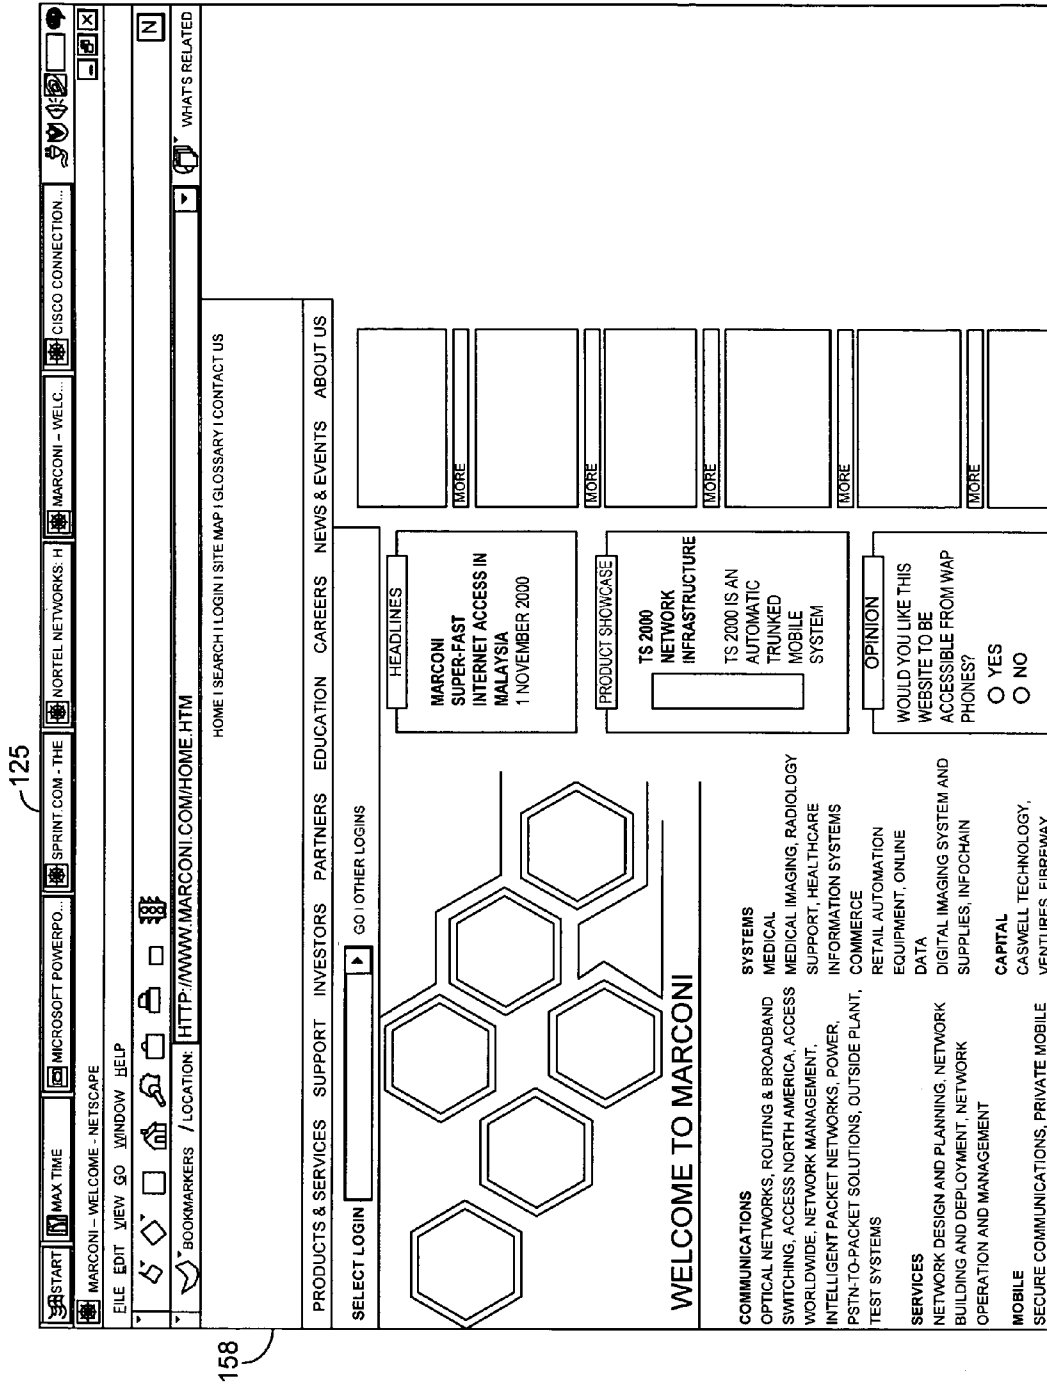 125
START
MAX TIME
MICROSOFT POWERPO...
SPRINT.COM - THE
NORTEL NETWORKS: H
MARCONI – WELC...
CISCO CONNECTION...
MARCONI – WELCOME - NETSCAPE
FILE EDIT VIEW GO WINDOW HELP
N
BOOKMARKERS / LOCATION: HTTP://WWW.MARCONI.COM/HOME.HTM
WHAT'S RELATED
158
HOME I SEARCH I LOGIN I SITE MAP I GLOSSARY I CONTACT US
PRODUCTS & SERVICES SUPPORT INVESTORS PARTNERS EDUCATION CAREERS NEWS & EVENTS ABOUT US
SELECT LOGIN
GO I OTHER LOGINS
WELCOME TO MARCONI
COMMUNICATIONS
OPTICAL NETWORKS, ROUTING & BROADBAND
SWITCHING, ACCESS NORTH AMERICA, ACCESS
WORLDWIDE, NETWORK MANAGEMENT,
INTELLIGENT PACKET NETWORKS, POWER,
PSTN-TO-PACKET SOLUTIONS, OUTSIDE PLANT,
TEST SYSTEMS
SERVICES
NETWORK DESIGN AND PLANNING, NETWORK
BUILDING AND DEPLOYMENT, NETWORK
OPERATION AND MANAGEMENT
MOBILE
SECURE COMMUNICATIONS, PRIVATE MOBILE
SYSTEMS
MEDICAL
MEDICAL IMAGING, RADIOLOGY
SUPPORT, HEALTHCARE
INFORMATION SYSTEMS
COMMERCE
RETAIL AUTOMATION
EQUIPMENT, ONLINE
DATA
DIGITAL IMAGING SYSTEM AND
SUPPLIES, INFOCHAIN
CAPITAL
CASWELL TECHNOLOGY,
VENTURES, FIBREWAY
HEADLINES
MARCONI
SUPER-FAST
INTERNET ACCESS IN
MALAYSIA
1 NOVEMBER 2000
PRODUCT SHOWCASE
TS 2000
NETWORK
INFRASTRUCTURE
TS 2000 IS AN
AUTOMATIC
TRUNKED
MOBILE
SYSTEM
OPINION
WOULD YOU LIKE THIS
WEBSITE TO BE
ACCESSIBLE FROM WAP
PHONES?
YES
NO
MORE
MORE
MORE
MORE
MORE